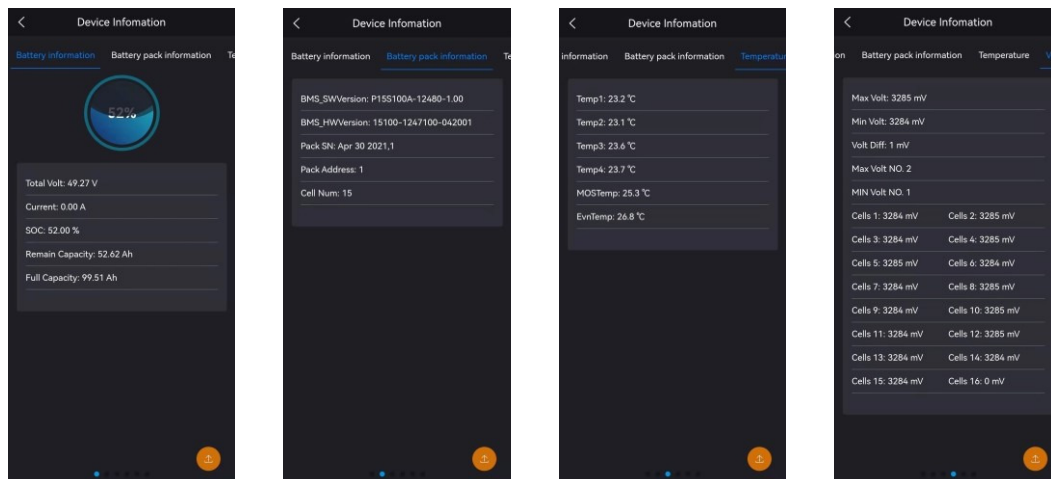 Device Infomation
Battery information Battery pack information Te
52%
Total Volt: 49.27 V
Current: 0.00 A
SOC: 52.00 %
Remain Capacity: 52.62 Ah
Full Capacity: 99.51 Ah
Device Infomation
Battery information Battery pack information Te
BMS_SWVersion: P15S100A-12480-1.00
BMS_HWVersion: 15100-1247100-042001
Pack SN: Apr 30 2021,1
Pack Address: 1
Cell Num: 15
Device Infomation
information Battery pack information Temperatur
Temp1: 23.2 ℃
Temp2: 23.1 ℃
Temp3: 23.6 ℃
Temp4: 23.7 ℃
MOSTemp: 25.3 ℃
EvnTemp: 26.8 ℃
Device Infomation
on Battery pack information Temperature V
Max Volt: 3285 mV
Min Volt: 3284 mV
Volt Diff: 1 mV
Max Volt NO. 2
MIN Volt NO. 1
Cells 1: 3284 mV Cells 2: 3285 mV
Cells 3: 3284 mV Cells 4: 3285 mV
Cells 5: 3285 mV Cells 6: 3284 mV
Cells 7: 3284 mV Cells 8: 3285 mV
Cells 9: 3284 mV Cells 10: 3285 mV
Cells 11: 3284 mV Cells 12: 3285 mV
Cells 13: 3284 mV Cells 14: 3284 mV
Cells 15: 3284 mV Cells 16: 0 mV